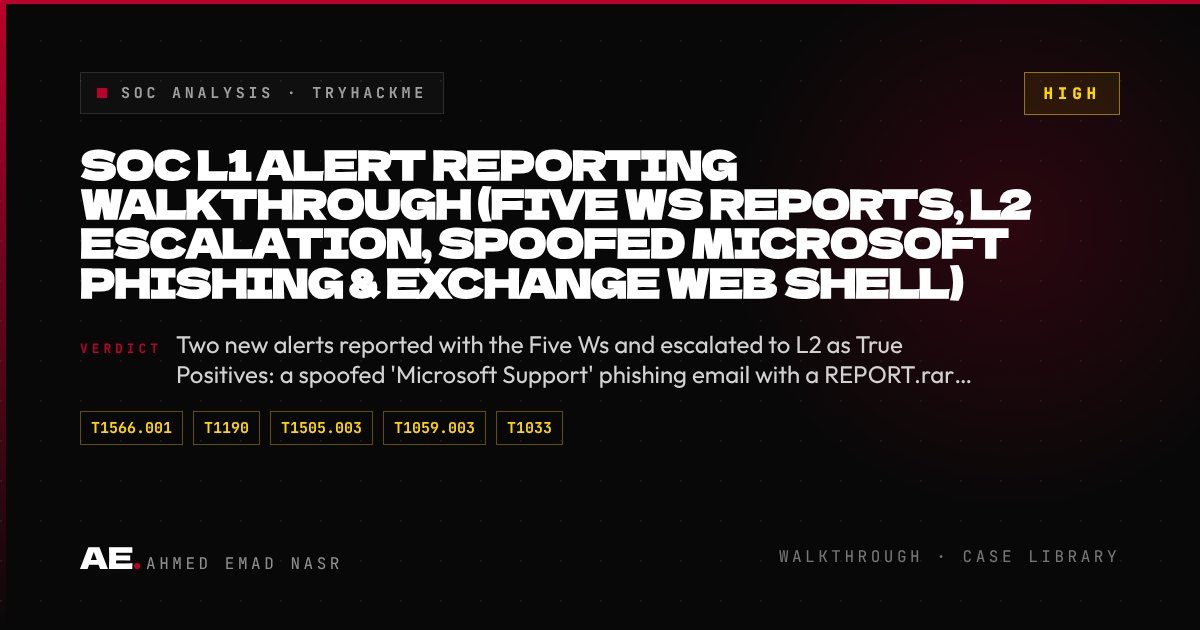 SOC ANALYSIS · TRYHACKME
HIGH
SOC L1 ALERT REPORTING
WALKTHROUGH (FIVE WS REPORTS, L2
ESCALATION, SPOOFED MICROSOFT
PHISHING & EXCHANGE WEB SHELL)
VERDICT
Two new alerts reported with the Five Ws and escalated to L2 as True
Positives: a spoofed 'Microsoft Support' phishing email with a REPORT.rar…
T1566.001 T1190 T1505.003 T1059.003 T1033
AE. AHMED EMAD NASR
WALKTHROUGH · CASE LIBRARY